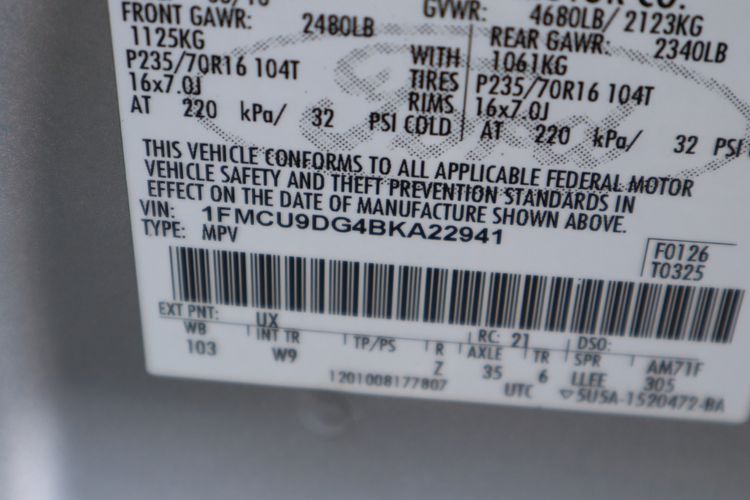 GVWR: 4680LB/ 2123KG
FRONT GAWR: 2480LB REAR GAWR: 2340LB
1125KG WITH 1061KG
P235/70R16 104T TIRES P235/70R16 104T
16x7.0J RIMS 16x7.0J
AT 220 kPa/ 32 PSI COLD AT 220 kPa/ 32 PSI
Ford
THIS VEHICLE CONFORMS TO ALL APPLICABLE FEDERAL MOTOR
VEHICLE SAFETY AND THEFT PREVENTION STANDARDS IN
EFFECT ON THE DATE OF MANUFACTURE SHOWN ABOVE.
VIN: 1FMCU9DG4BKA22941
TYPE: MPV
F0126
T0325
EXT PNT: UX RC: 21 DSO:
WB INT TR TP/PS R AXLE TR SPR AM71F
103 W9 Z 35 6 LLEE 305
1201008177807 UTC ▽5U5A-1520472-BA